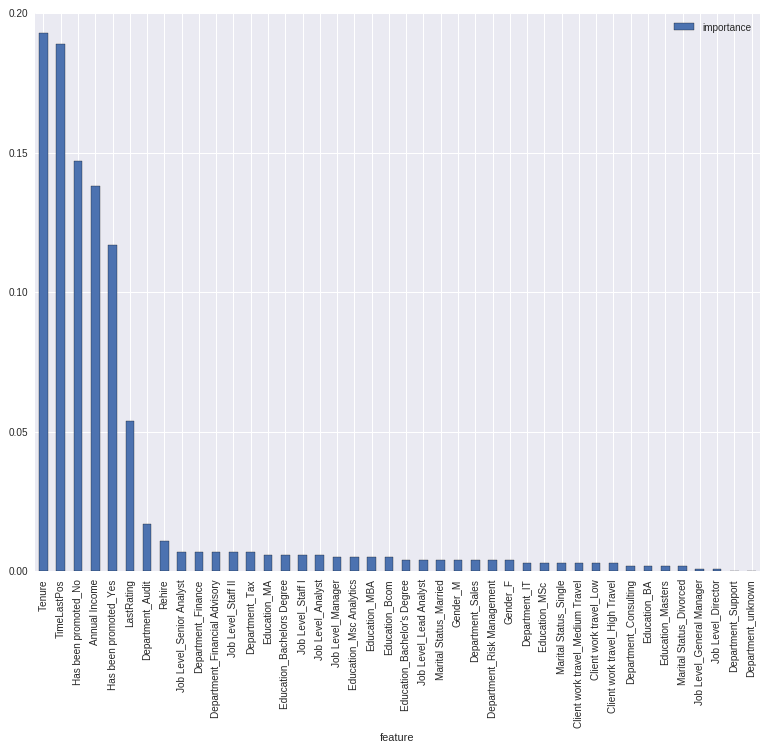 0.20
importance
0.15
0.10
0.05
0.00
Tenure
TimeLastPos
Has been promoted_No
Annual Income
Has been promoted_Yes
LastRating
Department_Audit
Rehire
Job Level_Senior Analyst
Department_Finance
Department_Financial Advisory
Job Level_Staff II
Department_Tax
Education_MA
Education_Bachelors Degree
Job Level_Staff I
Job Level_Analyst
Job Level_Manager
Education_Msc Analytics
Education_MBA
Education_Bcom
Education_Bachelor's Degree
Job Level_Lead Analyst
Marital Status_Married
Gender_M
Department_Sales
Department_Risk Management
Gender_F
Department_IT
Education_MSc
Marital Status_Single
Client work travel_Medium Travel
Client work travel_Low
Client work travel_High Travel
Department_Consulting
Education_BA
Education_Masters
Marital Status_Divorced
Job Level_General Manager
Job Level_Director
Department_Support
Department_unknown
feature